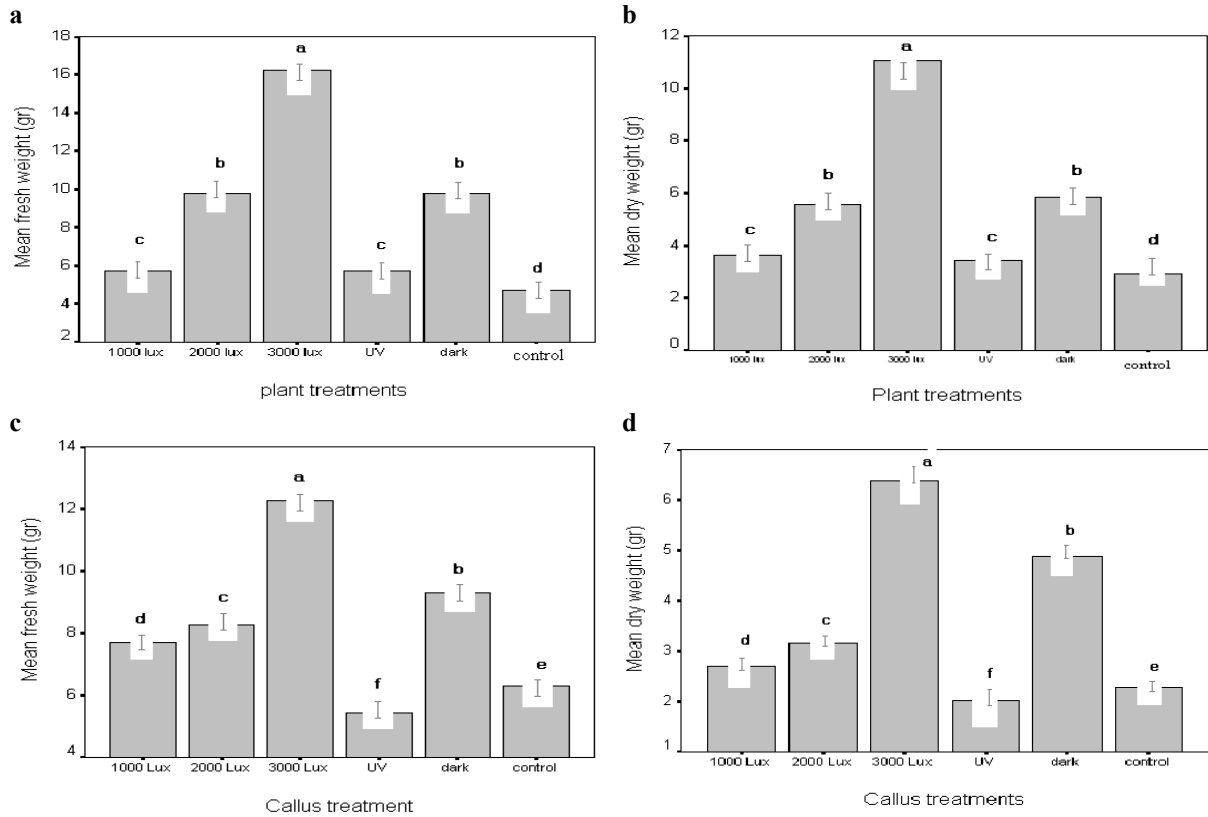 a
Mean fresh weight (gr)
18
16
14
12
10
8
6
4
2
c
b
a
c
b
d
1000 lux 2000 lux 3000 lux UV dark control
plant treatments
b
Mean dry weight (gr)
12
10
8
6
4
2
0
c
b
a
c
b
d
1000 lux 2000 lux 3000 lux UV dark control
Plant treatments
c
Mean fresh weight (gr)
14
12
10
8
6
4
d
c
a
f
b
e
1000 Lux 2000 Lux 3000 Lux UV dark control
Callus treatment
d
Mean dry weight (gr)
7
6
5
4
3
2
1
d
c
a
f
b
e
1000 Lux 2000 Lux 3000 Lux UV dark control
Callus treatments